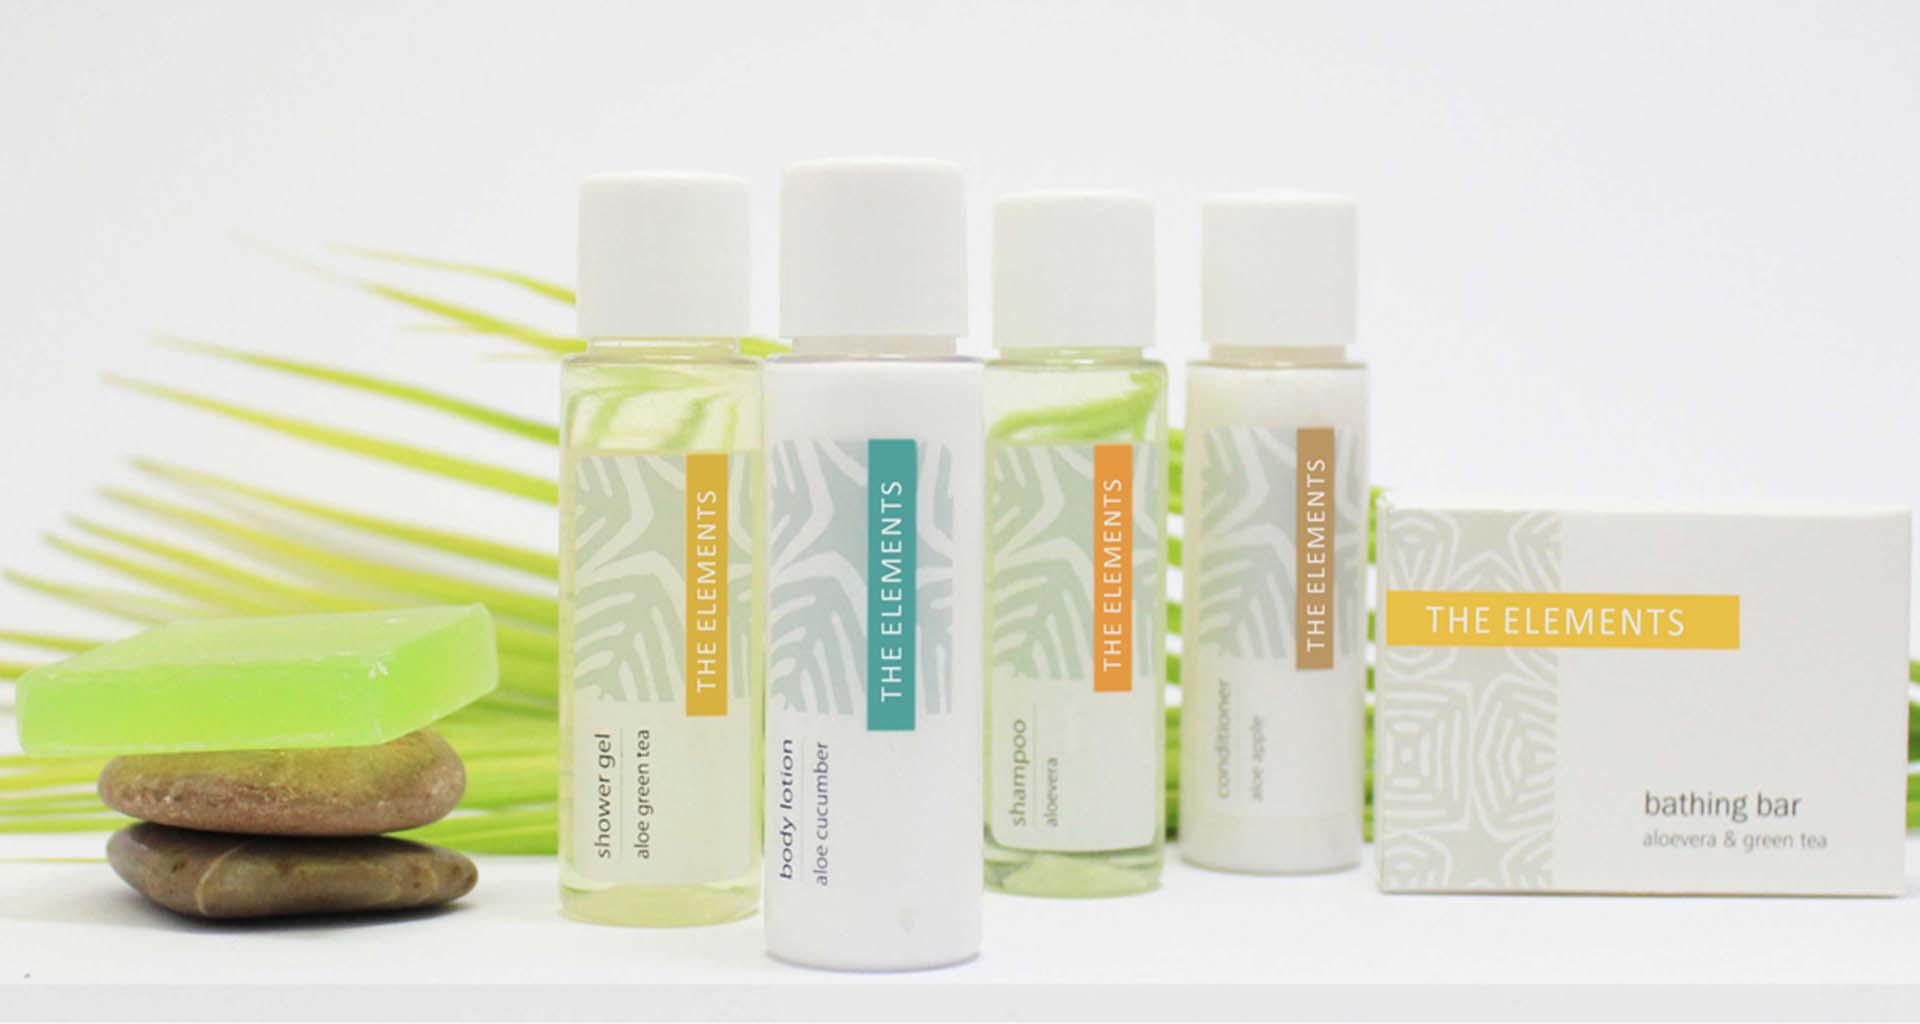 THE ELEMENTS
shower gel
aloe green tea
THE ELEMENTS
body lotion
aloe cucumber
THE ELEMENTS
shampoo
aloevera
THE ELEMENTS
conditioner
aloe apple
THE ELEMENTS
bathing bar
aloevera & green tea